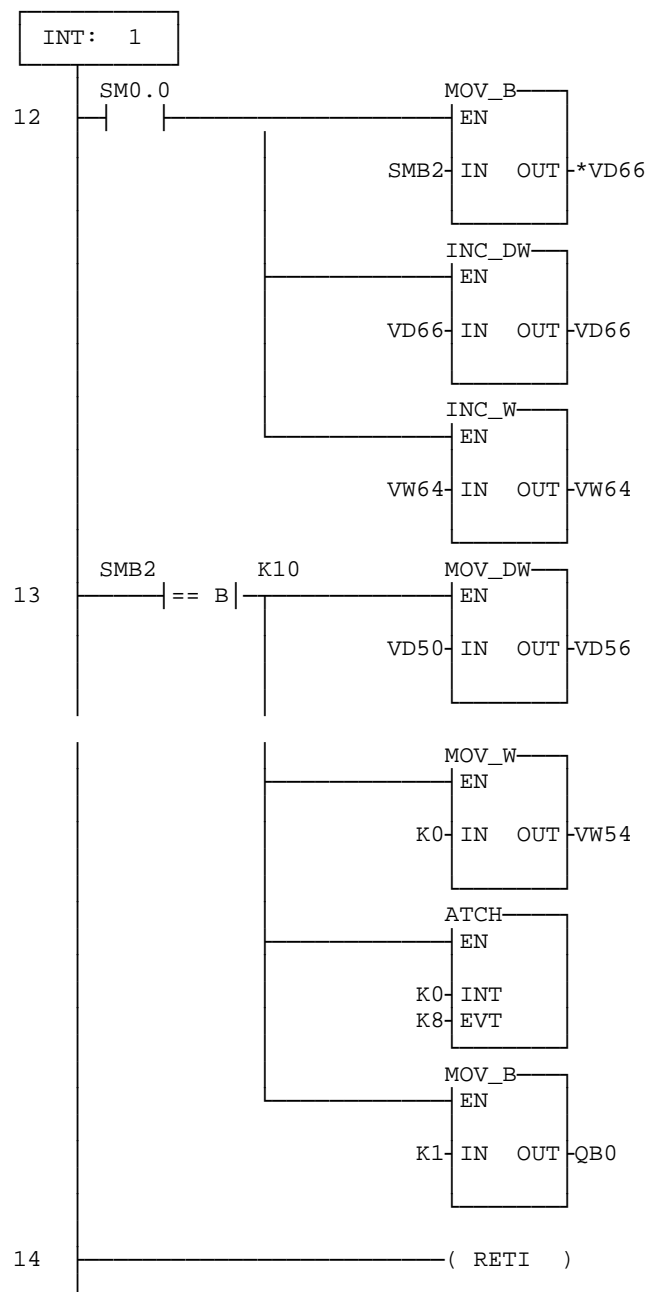 INT: 1
SM0.0 MOV_B
12 EN
SMB2 IN OUT *VD66
INC_DW
EN
VD66 IN OUT VD66
INC_W
EN
VW64 IN OUT VW64
SMB2 K10 MOV_DW
13 == B EN
VD50 IN OUT VD56
MOV_W
EN
K0 IN OUT VW54
ATCH
EN
K0 INT
K8 EVT
MOV_B
EN
K1 IN OUT QB0
14 ( RETI )